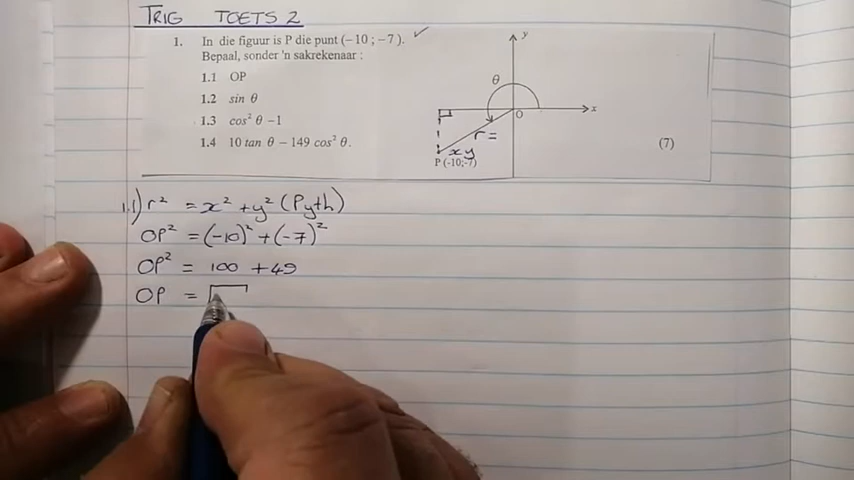 TRIG TOETS 2
1. In die figuur is P die punt (−10 ; −7). ✓
Bepaal, sonder 'n sakrekenaar :
1.1 OP
1.2 sin θ
1.3 cos² θ −1
1.4 10 tan θ − 149 cos² θ.
(7)
y
θ
x
O
r =
x y
P (-10;-7)
1.1) r² = x² + y² (Pyth)
OP² = (-10)² + (-7)²
OP² = 100 + 49
OP = √